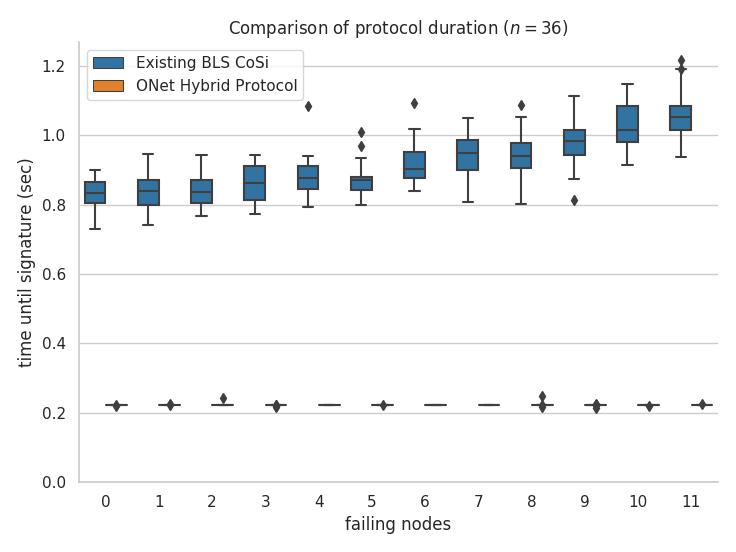 Comparison of protocol duration (n = 36)
Existing BLS CoSi
ONet Hybrid Protocol
time until signature (sec)
1.2
1.0
0.8
0.6
0.4
0.2
0.0
0 1 2 3 4 5 6 7 8 9 10 11
failing nodes